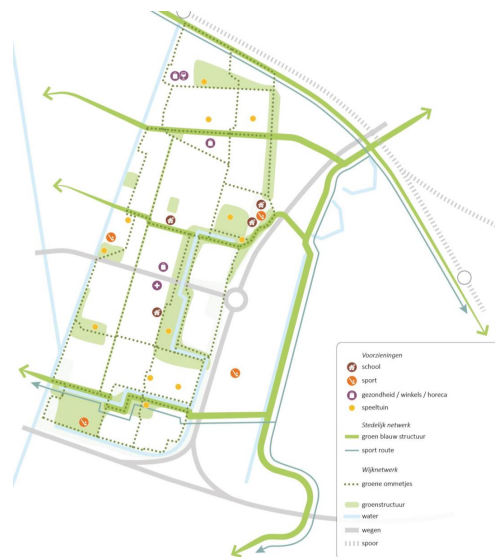 Voorzieningen
school
sport
gezondheid / winkels / horeca
speeltuin
Stedelijk netwerk
groen blauw structuur
sport route
Wijknetwerk
groene ommetjes
groenstructuur
water
wegen
spoor